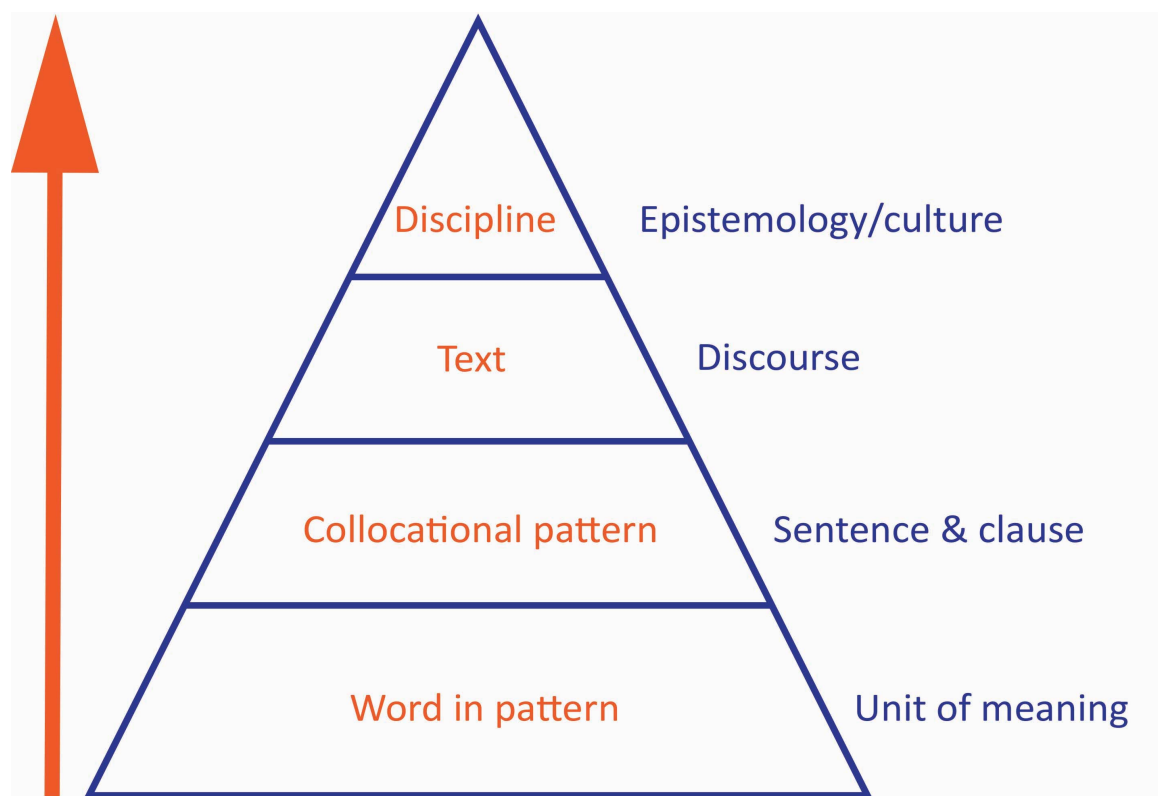 Discipline
Epistemology/culture
Text
Discourse
Collocational pattern
Sentence & clause
Word in pattern
Unit of meaning